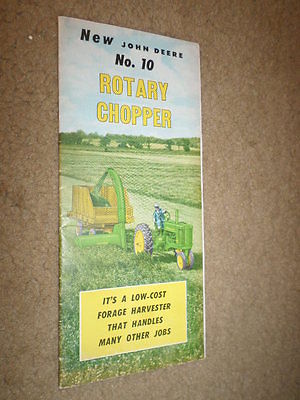 New JOHN DEERE
No. 10
ROTARY
CHOPPER
IT'S A LOW-COST
FORAGE HARVESTER
THAT HANDLES
MANY OTHER JOBS